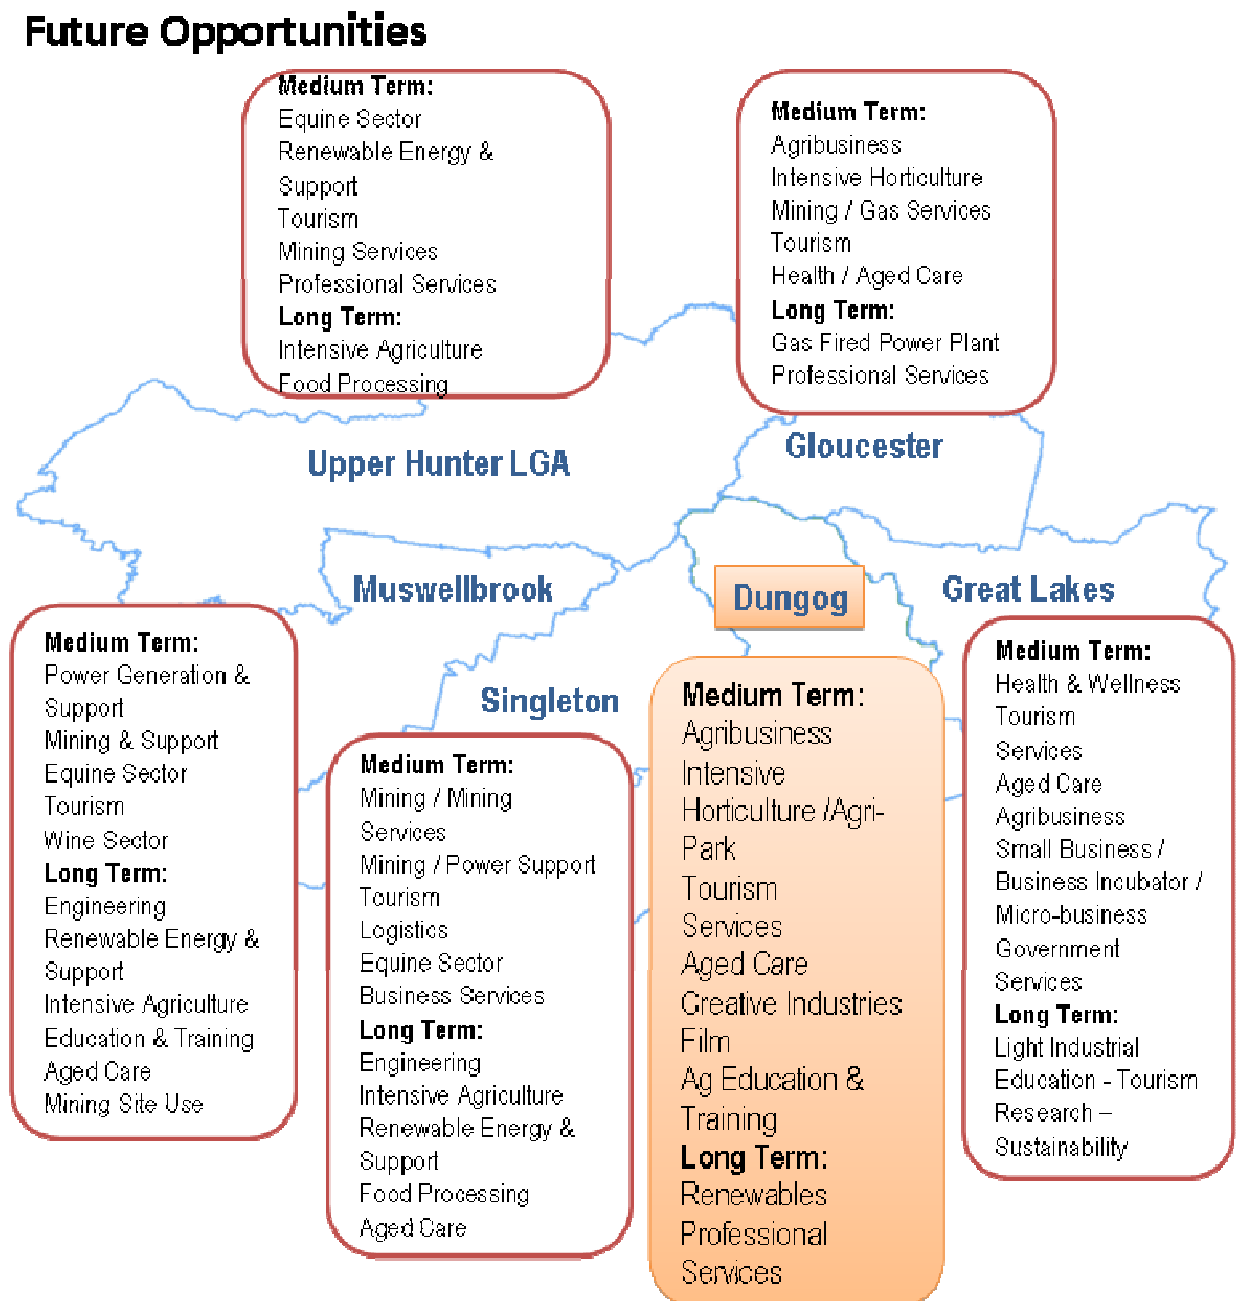 Future Opportunities
Medium Term:
Equine Sector
Renewable Energy &
Support
Tourism
Mining Services
Professional Services
Long Term:
Intensive Agriculture
Food Processing
Medium Term:
Agribusiness
Intensive Horticulture
Mining / Gas Services
Tourism
Health / Aged Care
Long Term:
Gas Fired Power Plant
Professional Services
Upper Hunter LGA
Gloucester
Muswellbrook
Dungog
Great Lakes
Singleton
Medium Term:
Power Generation &
Support
Mining & Support
Equine Sector
Tourism
Wine Sector
Long Term:
Engineering
Renewable Energy &
Support
Intensive Agriculture
Education & Training
Aged Care
Mining Site Use
Medium Term:
Mining / Mining
Services
Mining / Power Support
Tourism
Logistics
Equine Sector
Business Services
Long Term:
Engineering
Intensive Agriculture
Renewable Energy &
Support
Food Processing
Aged Care
Medium Term:
Agribusiness
Intensive
Horticulture /Agri-
Park
Tourism
Services
Aged Care
Creative Industries
Film
Ag Education &
Training
Long Term:
Renewables
Professional
Services
Medium Term:
Health & Wellness
Tourism
Services
Aged Care
Agribusiness
Small Business /
Business Incubator /
Micro-business
Government
Services
Long Term:
Light Industrial
Education - Tourism
Research –
Sustainability